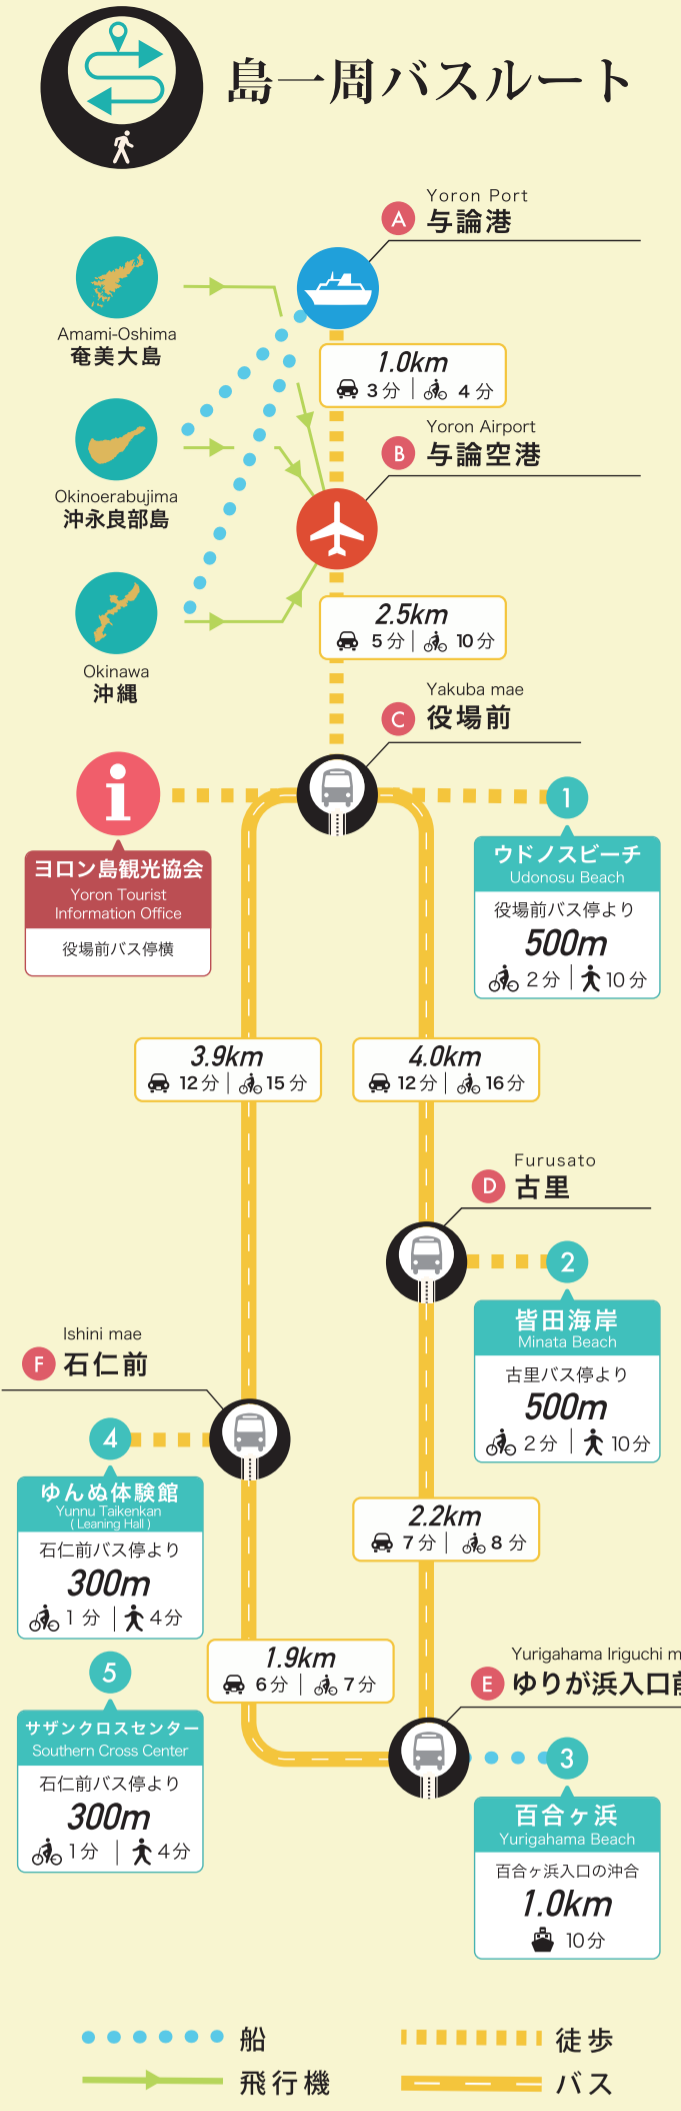 島一周バスルート
Yoron Port
A 与論港
Amami-Oshima
奄美大島
1.0km
3分 4分
Yoron Airport
B 与論空港
Okinoerabujima
沖永良部島
2.5km
5分 10分
Okinawa
沖縄
Yakuba mae
C 役場前
i
ヨロン島観光協会
Yoron Tourist
Information Office
役場前バス停横
1
ウドノスビーチ
Udonosu Beach
役場前バス停より
500m
2分 10分
3.9km
12分 15分
4.0km
12分 16分
Furusato
D 古里
2
皆田海岸
Minata Beach
古里バス停より
500m
2分 10分
Ishini mae
F 石仁前
4
ゆんぬ体験館
Yunnu Taikenkan
(Leaning Hall)
石仁前バス停より
300m
1分 4分
2.2km
7分 8分
1.9km
6分 7分
5
サザンクロスセンター
Southern Cross Center
石仁前バス停より
300m
1分 4分
Yurigahama Iriguchi m
E ゆりが浜入口前
3
百合ヶ浜
Yurigahama Beach
百合ヶ浜入口の沖合
1.0km
10分
船
徒歩
飛行機
バス